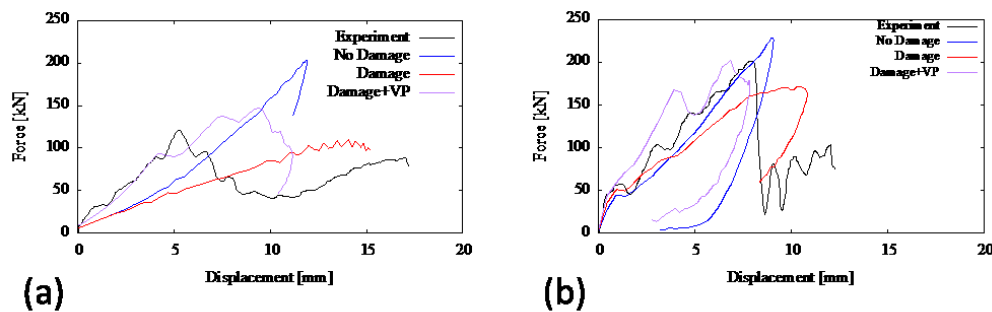 250
200
150
100
50
0
Force [kN]
0 5 10 15 20
Displacement [mm]
Experiment
No Damage
Damage
Damage+VP
(a)
250
200
150
100
50
0
Force [kN]
0 5 10 15 20
Displacement [mm]
Experiment
No Damage
Damage
Damage+VP
(b)